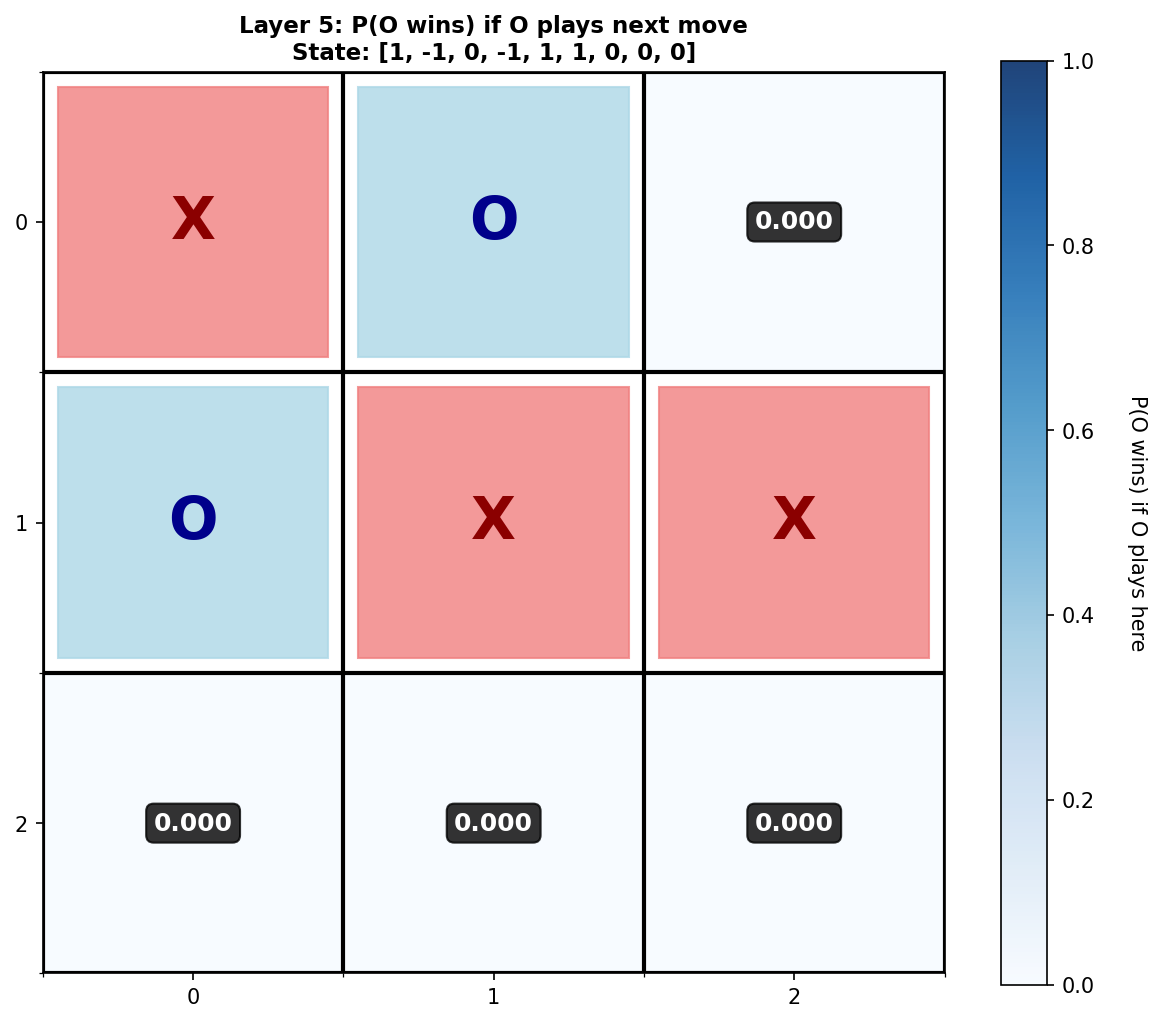 Layer 5: P(O wins) if O plays next move
State: [1, -1, 0, -1, 1, 1, 0, 0, 0]
0
X
O
0.000
1
O
X
X
2
0.000
0.000
0.000
0
1
2
1.0
0.8
0.6
0.4
0.2
0.0
P(O wins) if O plays here